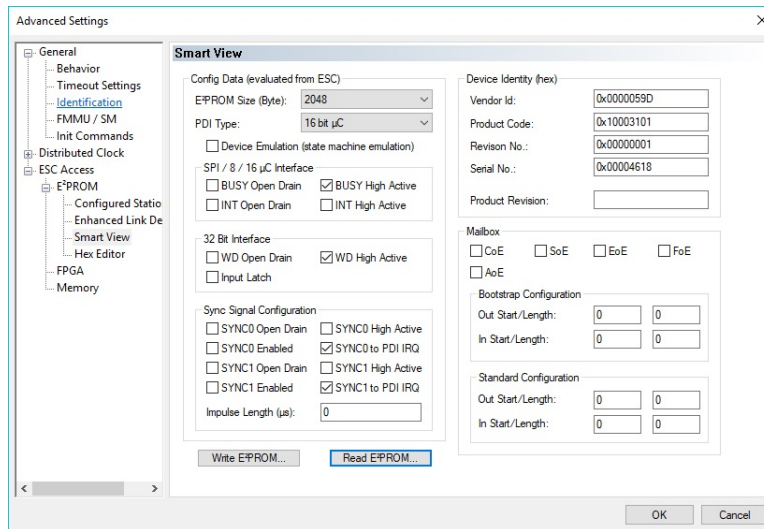 Advanced Settings
General
Behavior
Timeout Settings
Identification
FMMU / SM
Init Commands
Distributed Clock
ESC Access
E²PROM
Configured Statio
Enhanced Link De
Smart View
Hex Editor
FPGA
Memory
Smart View
Config Data (evaluated from ESC)
E²PROM Size (Byte): 2048
PDI Type: 16 bit µC
Device Emulation (state machine emulation)
SPI / 8 / 16 µC Interface
BUSY Open Drain BUSY High Active
INT Open Drain INT High Active
32 Bit Interface
WD Open Drain WD High Active
Input Latch
Sync Signal Configuration
SYNC0 Open Drain SYNC0 High Active
SYNC0 Enabled SYNC0 to PDI IRQ
SYNC1 Open Drain SYNC1 High Active
SYNC1 Enabled SYNC1 to PDI IRQ
Impulse Length (µs): 0
Write E²PROM... Read E²PROM...
Device Identity (hex)
Vendor Id: 0x0000059D
Product Code: 0x10003101
Revison No.: 0x00000001
Serial No.: 0x00004618
Product Revision:
Mailbox
CoE SoE EoE FoE
AoE
Bootstrap Configuration
Out Start/Length: 0 0
In Start/Length: 0 0
Standard Configuration
Out Start/Length: 0 0
In Start/Length: 0 0
OK Cancel